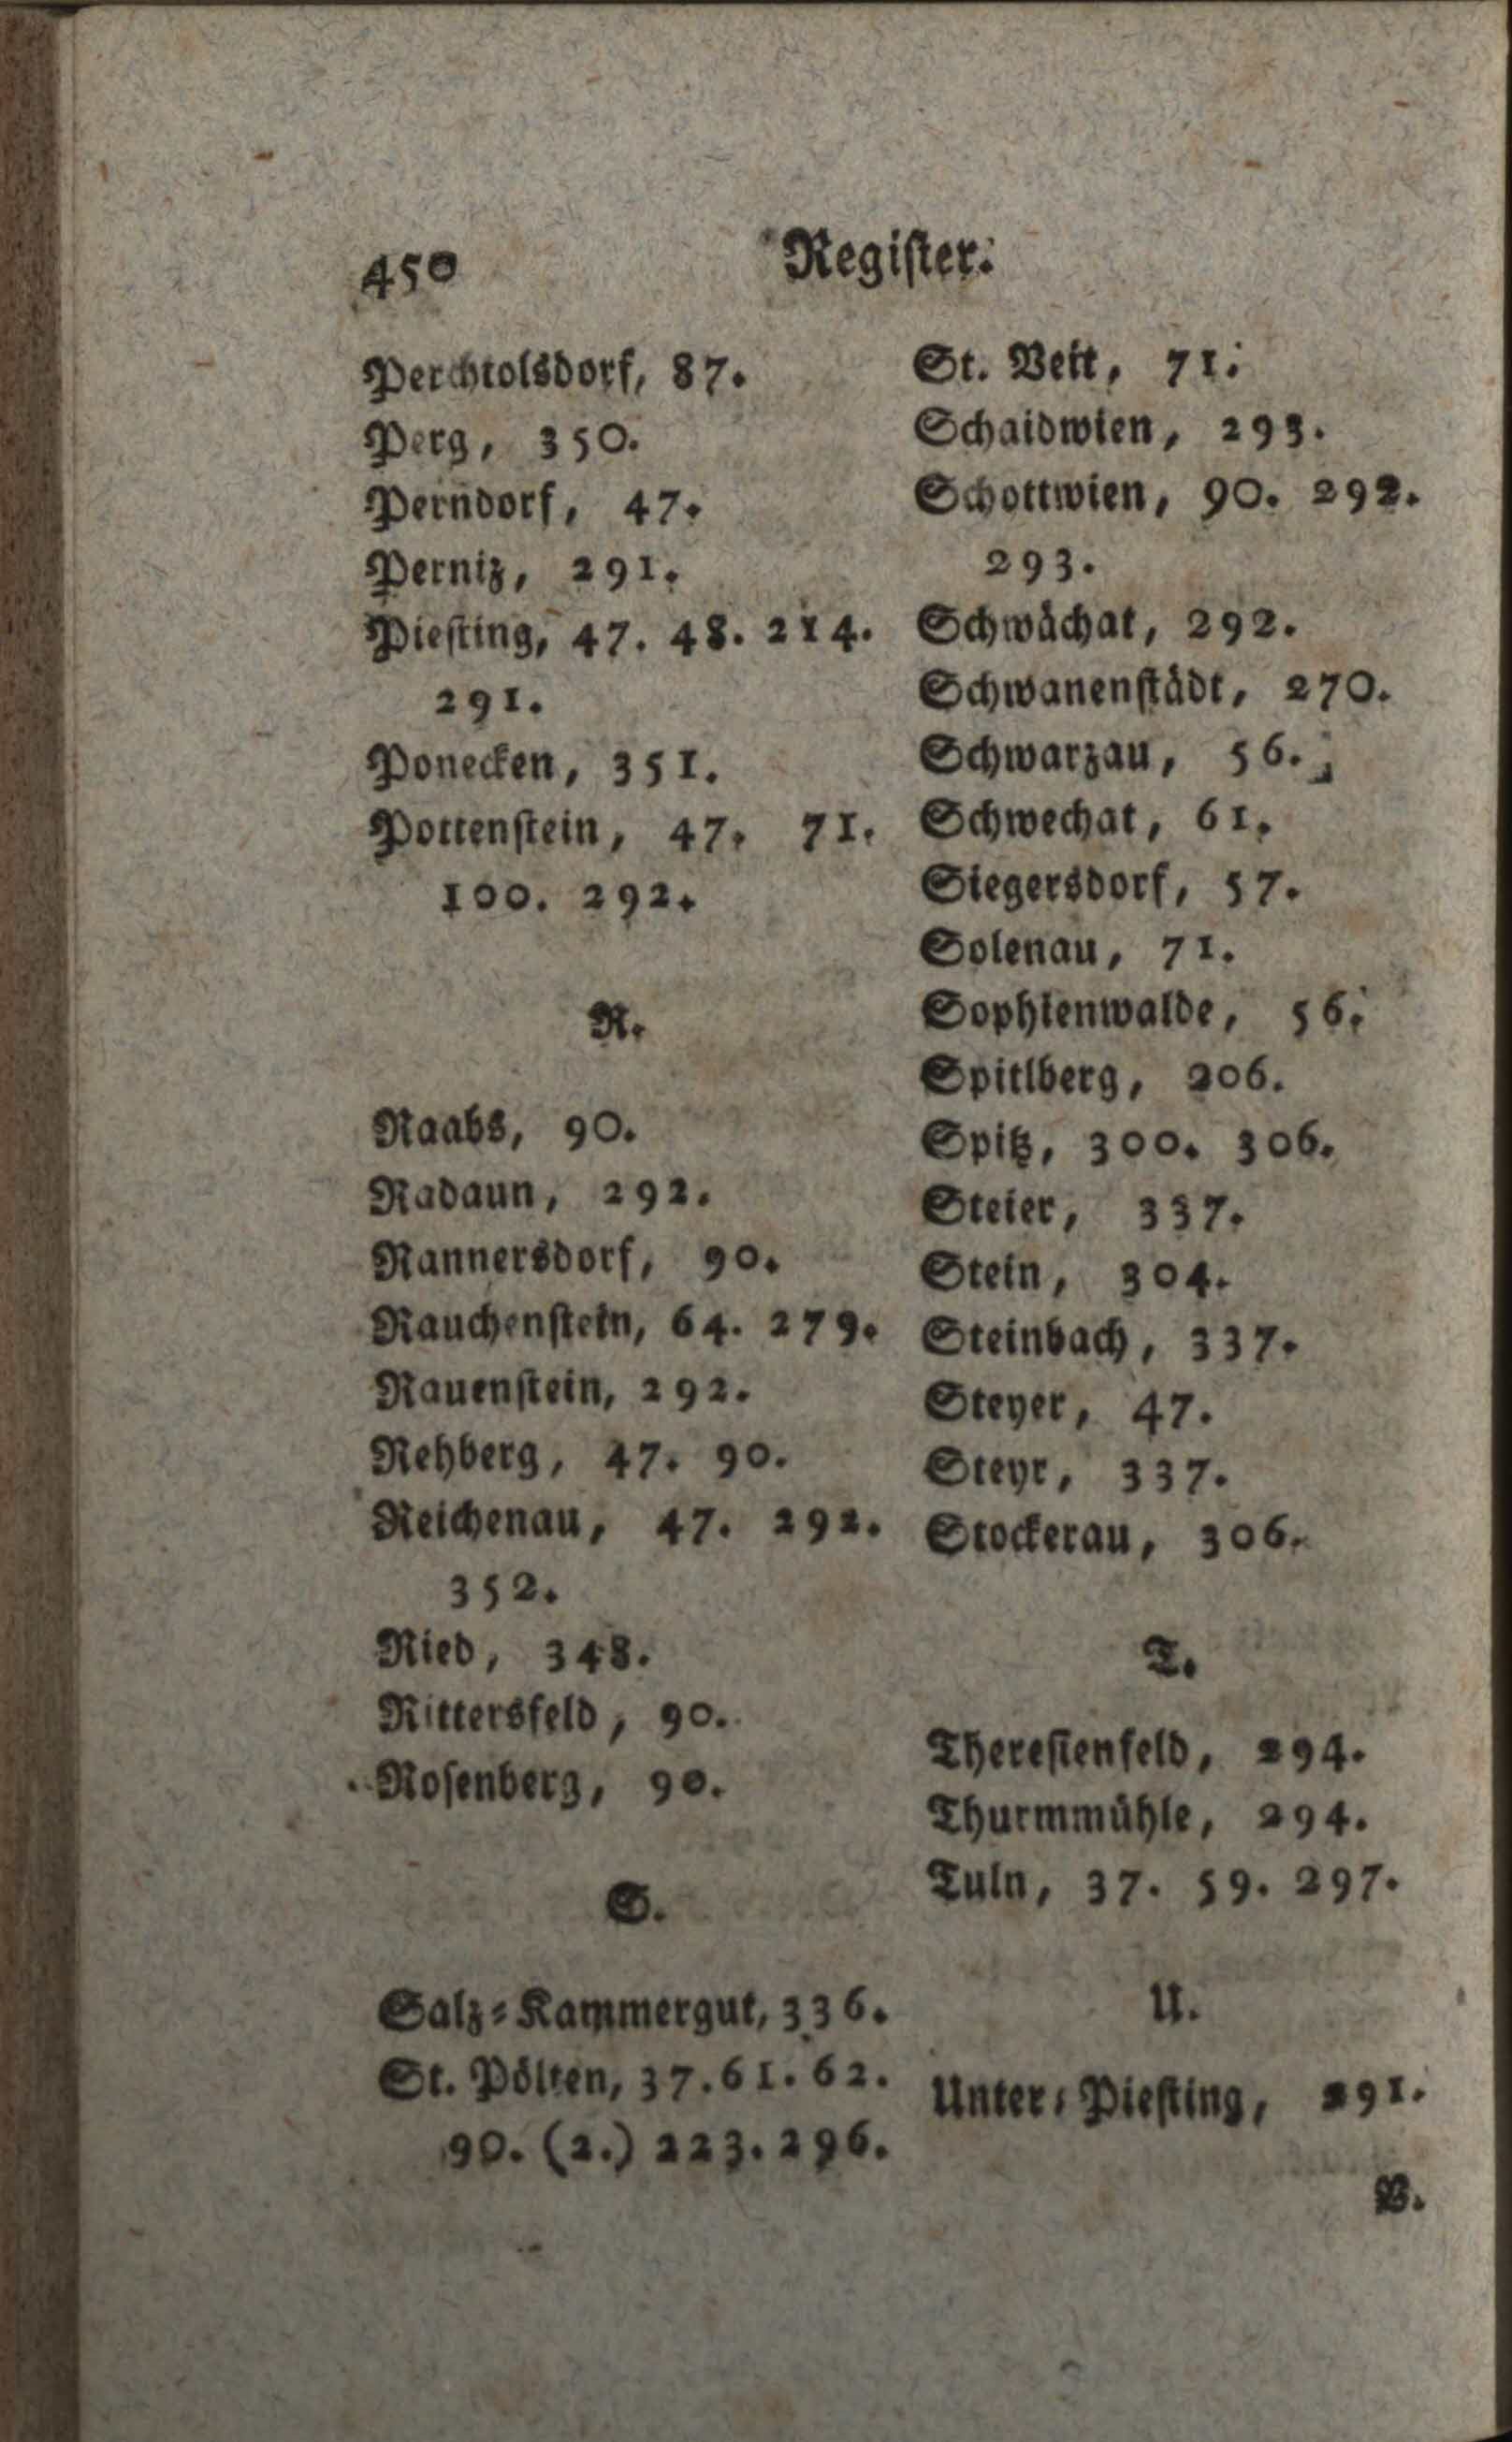 450 Register.
Perchtolsdorf, 87.
Perg, 350.
Perndorf, 47.
Perniz, 291.
Piesting, 47. 48. 214.
291.
Ponecken, 351.
Pottenstein, 47. 71.
100. 292.
R.
Raabs, 90.
Radaun, 292.
Rannersdorf, 90.
Rauchenstein, 64. 279.
Rauenstein, 292.
Rehberg, 47. 90.
Reichenau, 47. 292.
352.
Ried, 348.
Rittersfeld, 90.
Rosenberg, 90.
S.
Salz-Kammergut, 336.
St. Pölten, 37. 61. 62.
90. (2.) 223. 296.
St. Veit, 71.
Schaidwien, 293.
Schottwien, 90. 292.
293.
Schwächat, 292.
Schwanenstädt, 270.
Schwarzau, 56.
Schwechat, 61.
Siegersdorf, 57.
Solenau, 71.
Sophienwalde, 56.
Spitlberg, 206.
Spitz, 300. 306.
Steier, 337.
Stein, 304.
Steinbach, 337.
Steyer, 47.
Steyr, 337.
Stockerau, 306.
T.
Theresienfeld, 294.
Thurmmühle, 294.
Tuln, 37. 59. 297.
U.
Unter-Piesting, 291.
V.